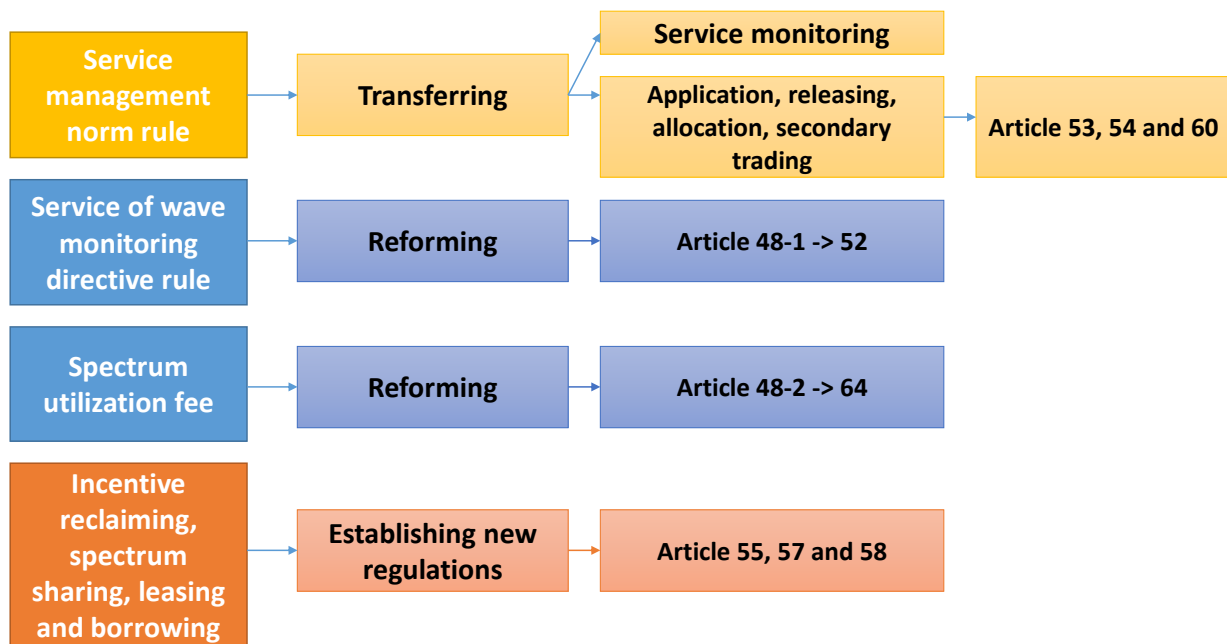 Service
management
norm rule
Transferring
Service monitoring
Application, releasing,
allocation, secondary
trading
Article 53, 54 and 60
Service of wave
monitoring
directive rule
Reforming
Article 48-1 -> 52
Spectrum
utilization fee
Reforming
Article 48-2 -> 64
Incentive
reclaiming,
spectrum
sharing, leasing
and borrowing
Establishing new
regulations
Article 55, 57 and 58